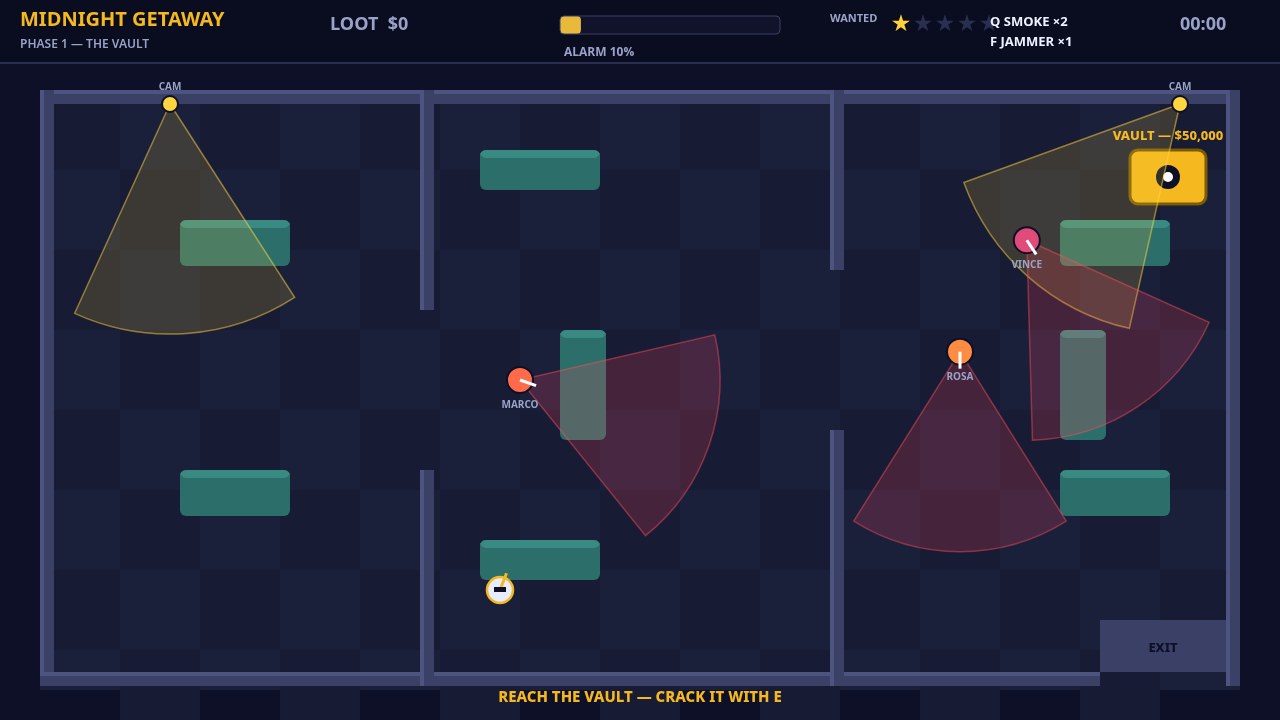 MIDNIGHT GETAWAY
PHASE 1 — THE VAULT
LOOT $0
ALARM 10%
WANTED
Q SMOKE ×2
F JAMMER ×1
00:00
CAM
CAM
VAULT — $50,000
VINCE
ROSA
MARCO
EXIT
REACH THE VAULT — CRACK IT WITH E